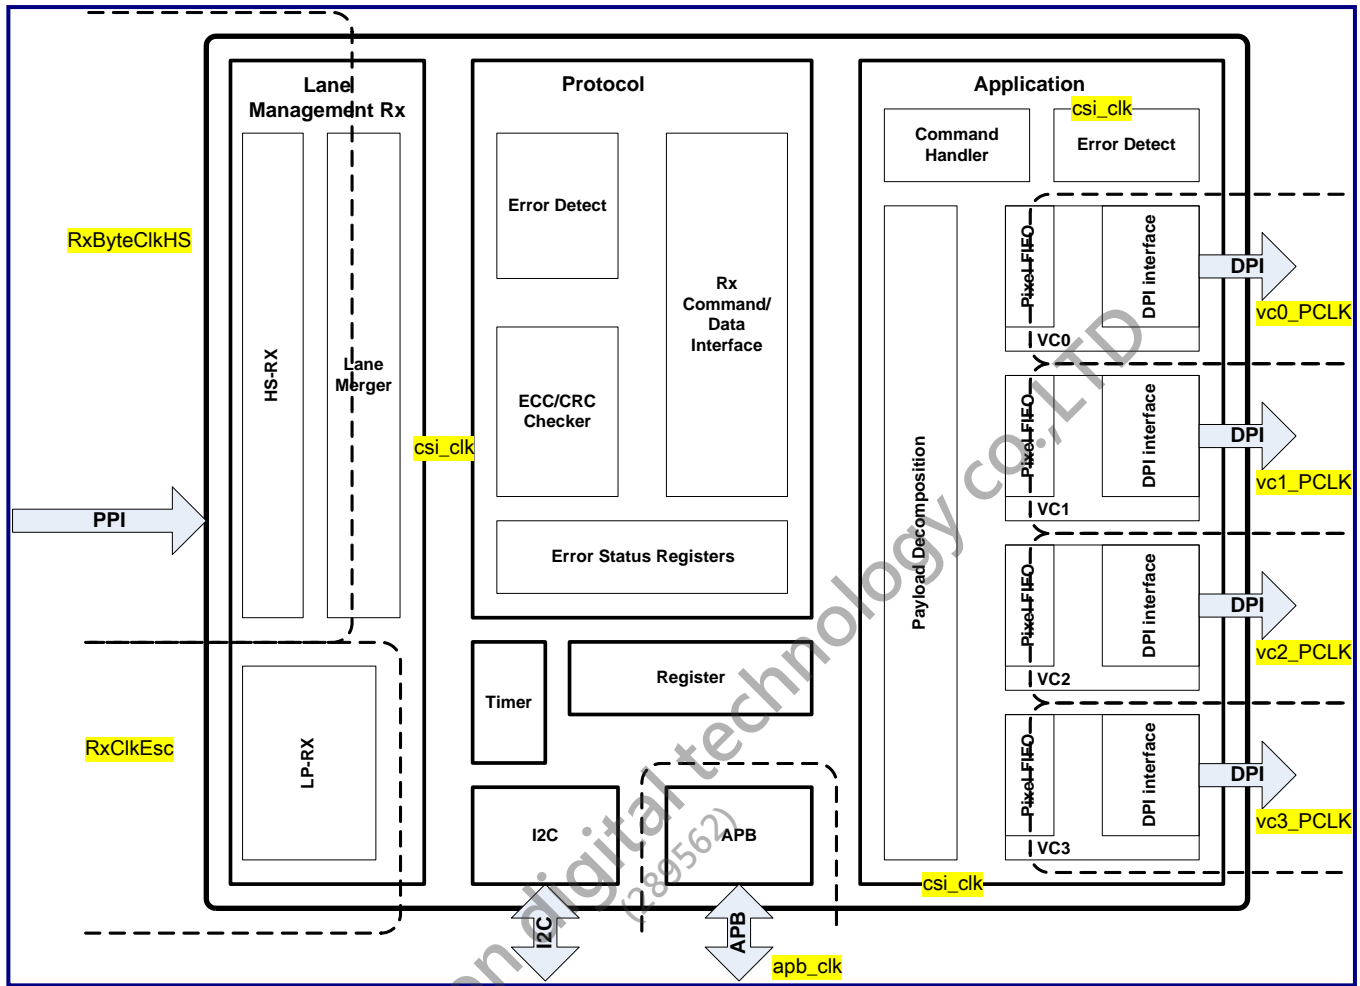 Lane
Management Rx
HS-RX
Lane
Merger
LP-RX
RxByteClkHS
PPI
RxClkEsc
csi_clk
Protocol
Error Detect
ECC/CRC
Checker
Rx
Command/
Data
Interface
Error Status Registers
Timer
Register
I2C
APB
I2C
APB
apb_clk
Application
csi_clk
Command
Handler
Error Detect
Payload Decomposition
Pixel FIFO
DPI interface
VC0
DPI
vc0_PCLK
Pixel FIFO
DPI interface
VC1
DPI
vc1_PCLK
Pixel FIFO
DPI interface
VC2
DPI
vc2_PCLK
Pixel FIFO
DPI interface
VC3
DPI
vc3_PCLK
csi_clk
on digital technology co.,LTD
(289562)